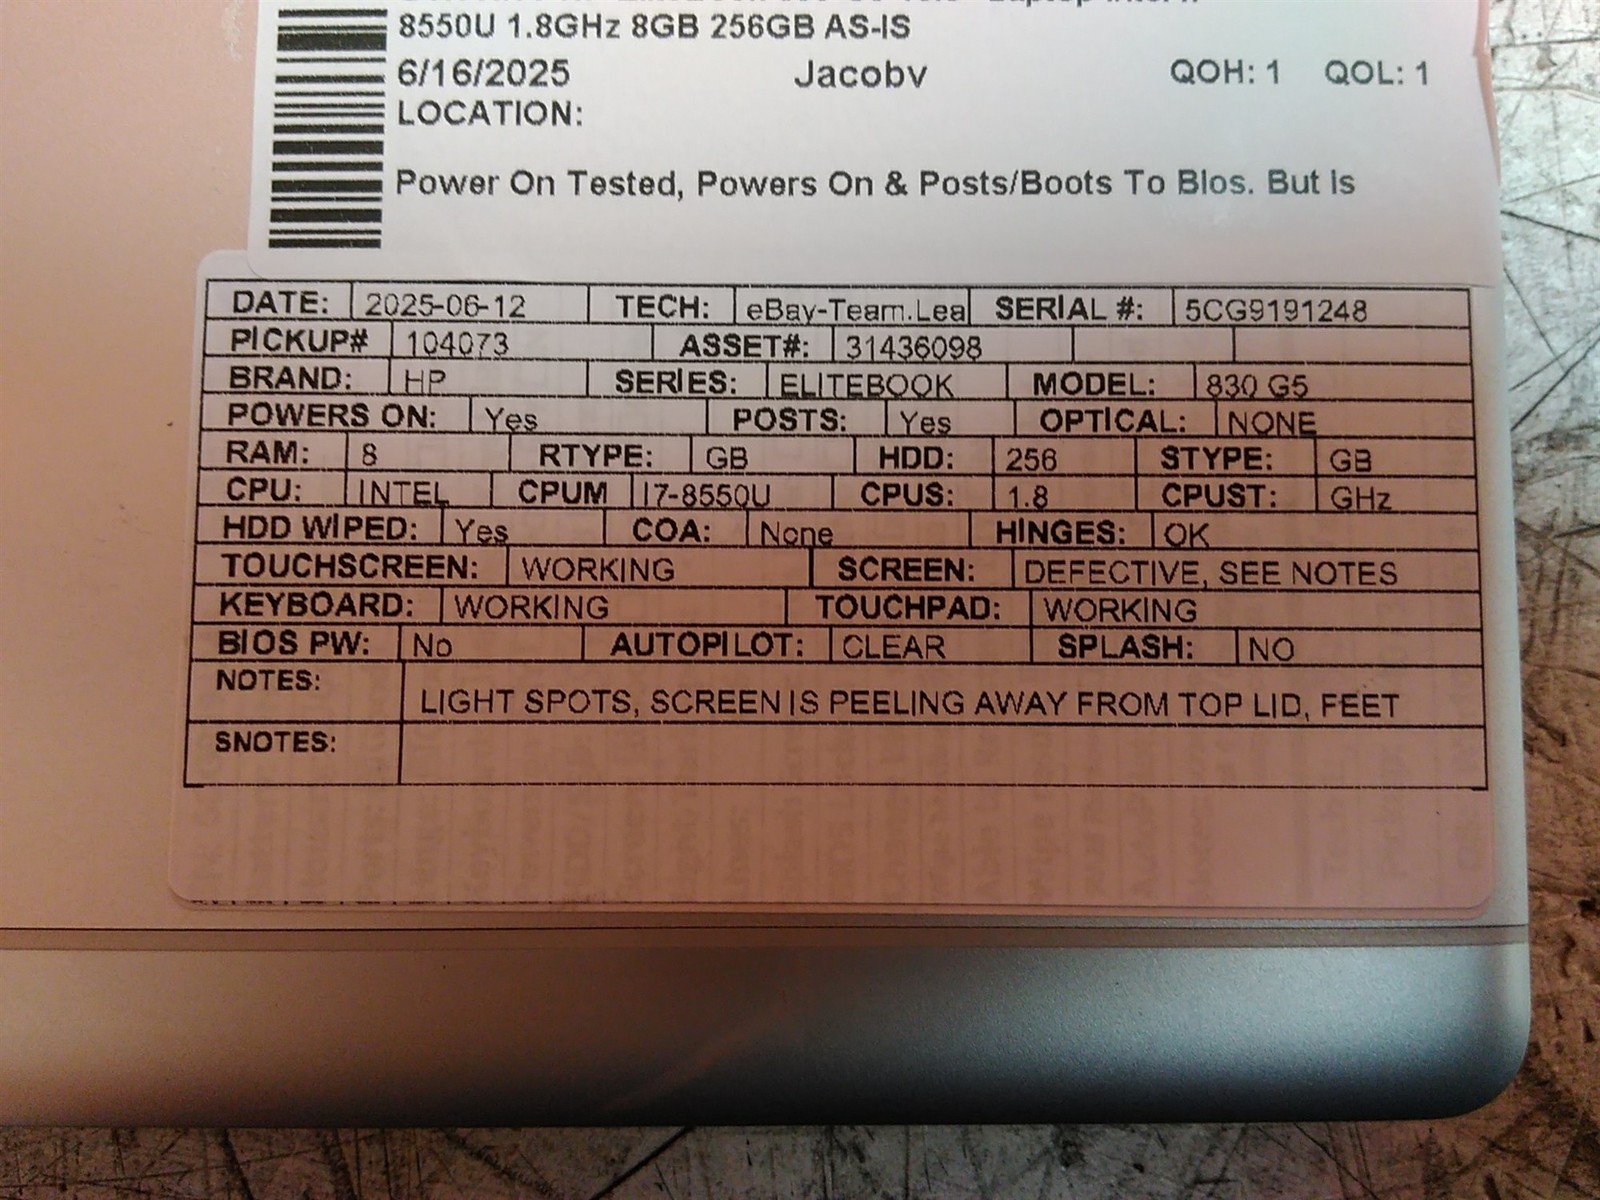 8550U 1.8GHz 8GB 256GB AS-IS
6/16/2025 Jacobv QOH: 1 QOL: 1
LOCATION:
Power On Tested, Powers On & Posts/Boots To BIos. But Is
DATE: 2025-06-12 TECH: eBay-Team.Lea SERIAL #: 5CG9191248
PICKUP# 104073 ASSET#: 31436098
BRAND: HP SERIES: ELITEBOOK MODEL: 830 G5
POWERS ON: Yes POSTS: Yes OPTICAL: NONE
RAM: 8 RTYPE: GB HDD: 256 STYPE: GB
CPU: INTEL CPUM I7-8550U CPUS: 1.8 CPUST: GHz
HDD WIPED: Yes COA: None HINGES: OK
TOUCHSCREEN: WORKING SCREEN: DEFECTIVE, SEE NOTES
KEYBOARD: WORKING TOUCHPAD: WORKING
BIOS PW: No AUTOPILOT: CLEAR SPLASH: NO
NOTES: LIGHT SPOTS, SCREEN IS PEELING AWAY FROM TOP LID, FEET
SNOTES: